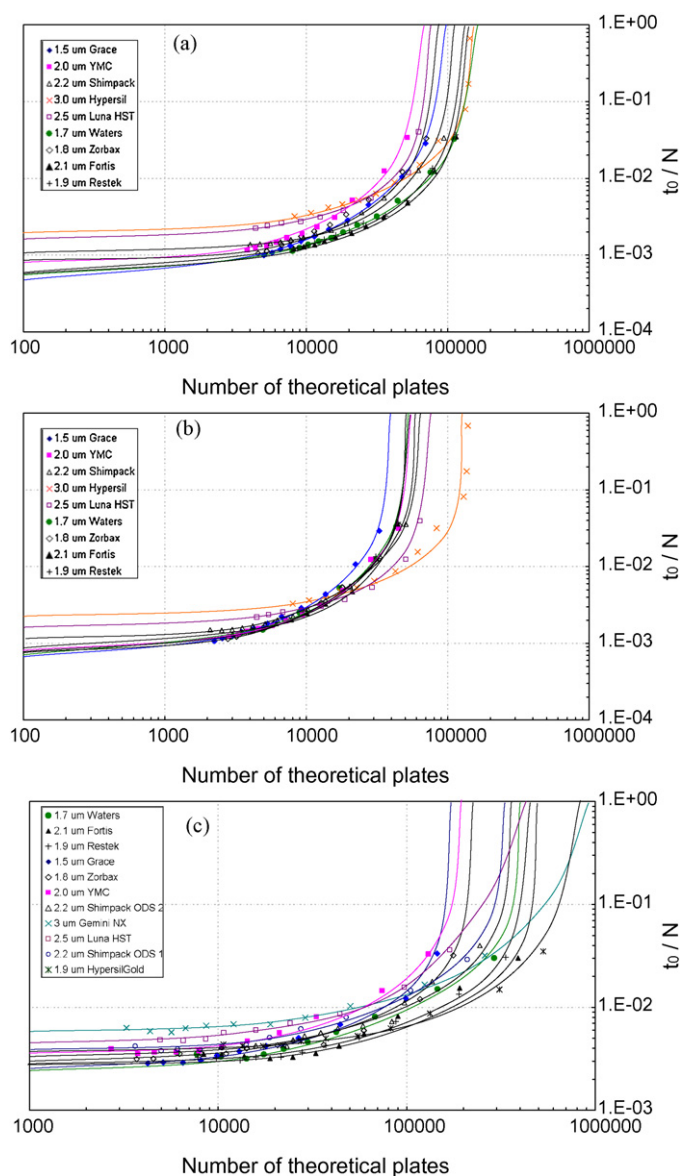 (a)
1.5 um Grace
2.0 um YMC
2.2 um Shimpack
3.0 um Hypersil
2.5 um Luna HST
1.7 um Waters
1.8 um Zorbax
2.1 um Fortis
1.9 um Restek
1.E+00
1.E-01
1.E-02
1.E-03
1.E-04
t₀ / N
100 1000 10000 100000 1000000
Number of theoretical plates
(b)
1.5 um Grace
2.0 um YMC
2.2 um Shimpack
3.0 um Hypersil
2.5 um Luna HST
1.7 um Waters
1.8 um Zorbax
2.1 um Fortis
1.9 um Restek
1.E+00
1.E-01
1.E-02
1.E-03
1.E-04
t₀ / N
100 1000 10000 100000 1000000
Number of theoretical plates
(c)
1.7 um Waters
2.1 um Fortis
1.9 um Restek
1.5 um Grace
1.8 um Zorbax
2.0 um YMC
2.2 um Shimpack ODS 2
3 um Gemini NX
2.5 um Luna HST
2.2 um Shimpack ODS 1
1.9 um HypersilGold
1.E+00
1.E-01
1.E-02
1.E-03
t₀ / N
1000 10000 100000 1000000
Number of theoretical plates